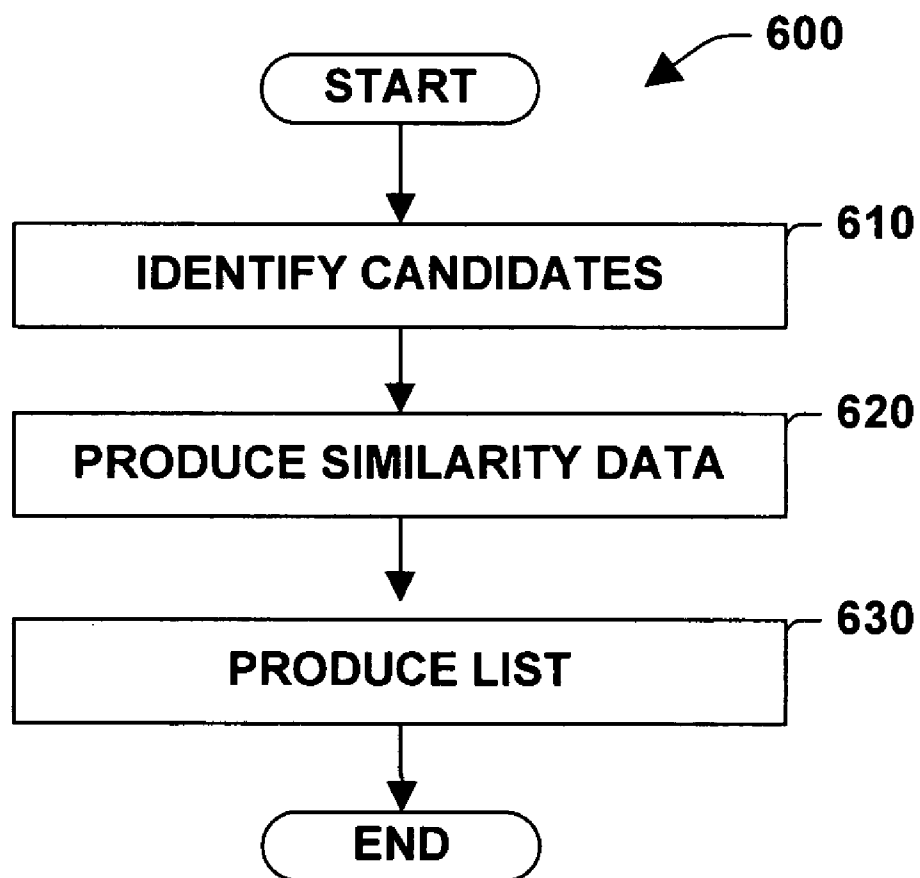 600
START
610
IDENTIFY CANDIDATES
620
PRODUCE SIMILARITY DATA
630
PRODUCE LIST
END